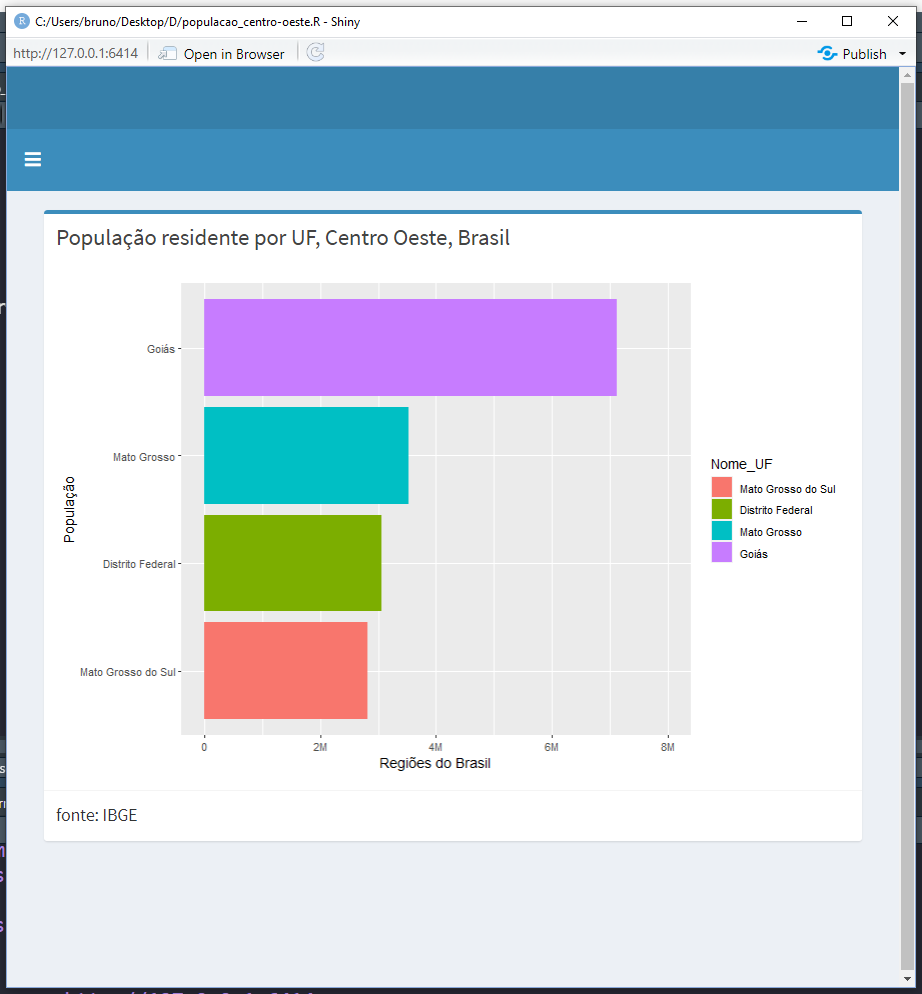 C:/Users/bruno/Desktop/D/populacao_centro-oeste.R - Shiny
http://127.0.0.1:6414
Open in Browser
Publish
População residente por UF, Centro Oeste, Brasil
Goiás
Mato Grosso
Distrito Federal
Mato Grosso do Sul
População
0 2M 4M 6M 8M
Regiões do Brasil
Nome_UF
Mato Grosso do Sul
Distrito Federal
Mato Grosso
Goiás
fonte: IBGE